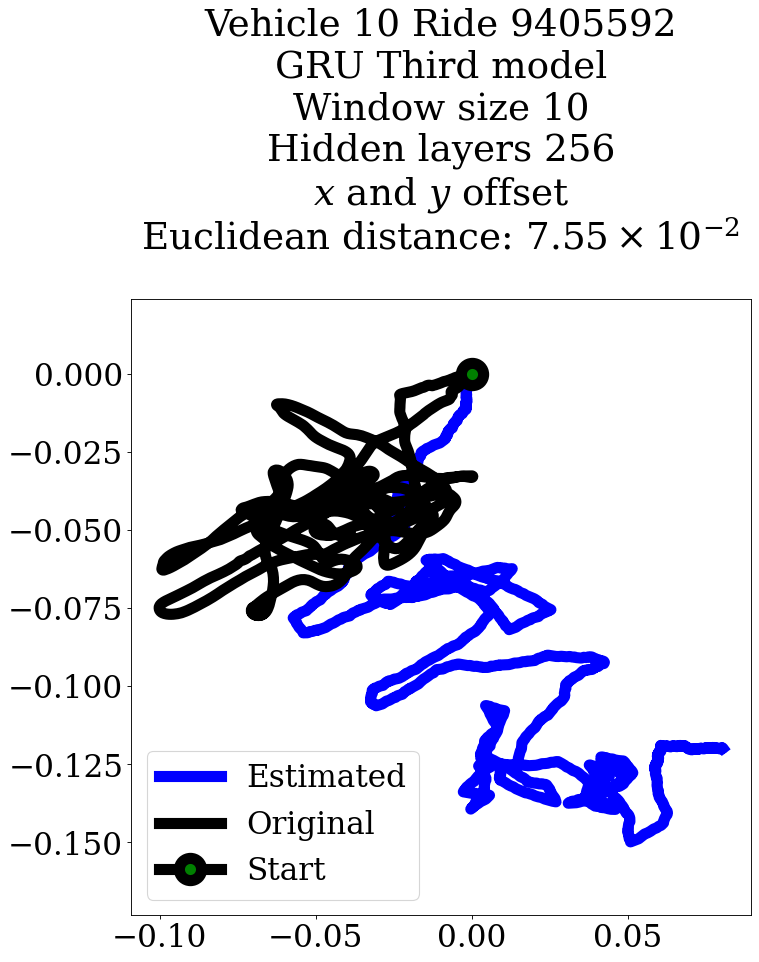 Vehicle 10 Ride 9405592
GRU Third model
Window size 10
Hidden layers 256
x and y offset
Euclidean distance: 7.55 × 10⁻²
0.000
−0.025
−0.050
−0.075
−0.100
−0.125
−0.150
Estimated
Original
Start
−0.10 −0.05 0.00 0.05